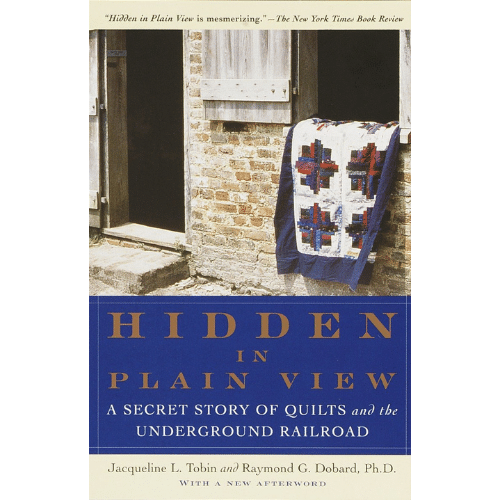 "Hidden in Plain View is mesmerizing."—The New York Times Book Review
HIDDEN
IN
PLAIN VIEW
A SECRET STORY OF QUILTS and the
UNDERGROUND RAILROAD
Jacqueline L. Tobin and Raymond G. Dobard, Ph.D.
WITH A NEW AFTERWORD